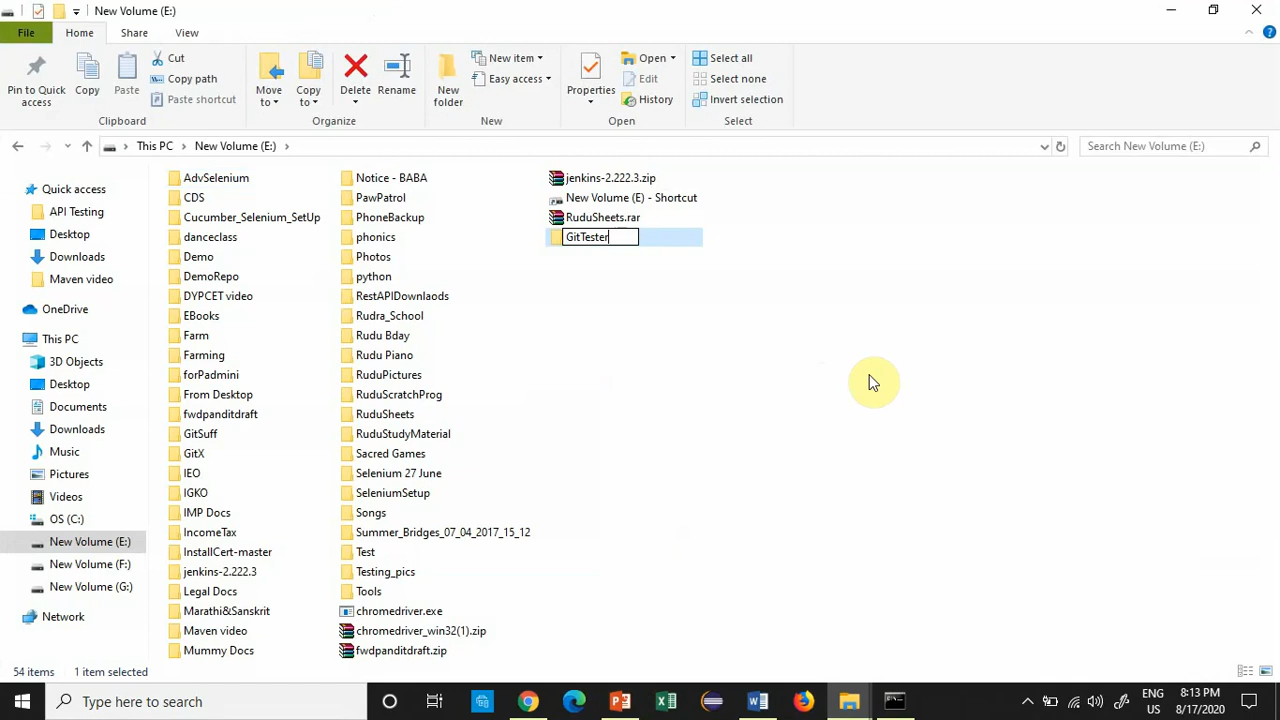 New Volume (E:)
File Home Share View
Pin to Quick access
Copy
Paste
Cut
Copy path
Paste shortcut
Move to
Copy to
Delete
Rename
New folder
New item
Easy access
Properties
Open
Edit
History
Select all
Select none
Invert selection
Clipboard Organize New Open Select
This PC New Volume (E:) Search New Volume (E:)
Quick access
API Testing
Desktop
Downloads
Maven video
OneDrive
This PC
3D Objects
Desktop
Documents
Downloads
Music
Pictures
Videos
OS (C:)
New Volume (E:)
New Volume (F:)
New Volume (G:)
Network
AdvSelenium
CDS
Cucumber_Selenium_SetUp
danceclass
Demo
DemoRepo
DYPCET video
EBooks
Farm
Farming
forPadmini
From Desktop
fwdpanditdraft
GitSuff
GitX
IEO
IGKO
IMP Docs
IncomeTax
InstallCert-master
jenkins-2.222.3
Legal Docs
Marathi&Sanskrit
Maven video
Mummy Docs
Notice - BABA
PawPatrol
PhoneBackup
phonics
Photos
python
RestAPIDownlaods
Rudra_School
Rudu Bday
Rudu Piano
RuduPictures
RuduScratchProg
RuduSheets
RuduStudyMaterial
Sacred Games
Selenium 27 June
SeleniumSetup
Songs
Summer_Bridges_07_04_2017_15_12
Test
Testing_pics
Tools
chromedriver.exe
chromedriver_win32(1).zip
fwdpanditdraft.zip
jenkins-2.222.3.zip
New Volume (E) - Shortcut
RuduSheets.rar
GitTester
54 items 1 item selected
Type here to search
ENG
US
8:13 PM
8/17/2020